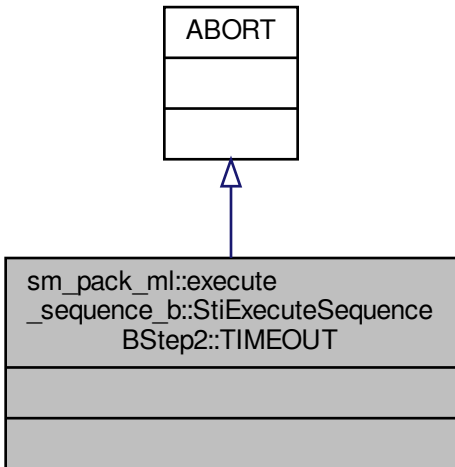 ABORT
sm_pack_ml::execute
_sequence_b::StiExecuteSequence
BStep2::TIMEOUT